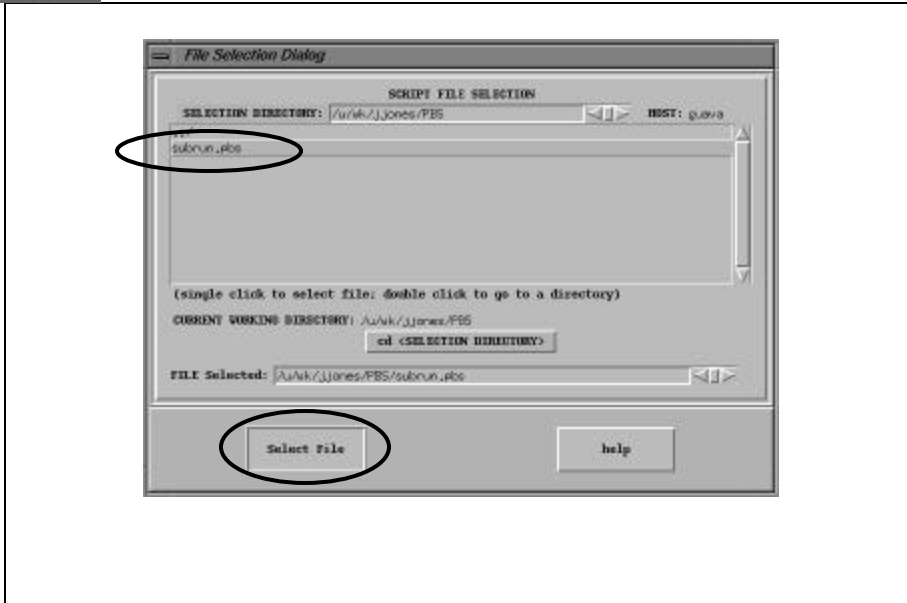 File Selection Dialog
SCRIPT FILE SELECTION
SELECTION DIRECTORY: /u/wk/jjones/PBS HOST: guava
../
subrun.pbs
(single click to select file; double click to go to a directory)
CURRENT WORKING DIRECTORY: /u/wk/jjones/PBS
cd <SELECTION DIRECTORY>
FILE Selected: /u/wk/jjones/PBS/subrun.pbs
Select File help